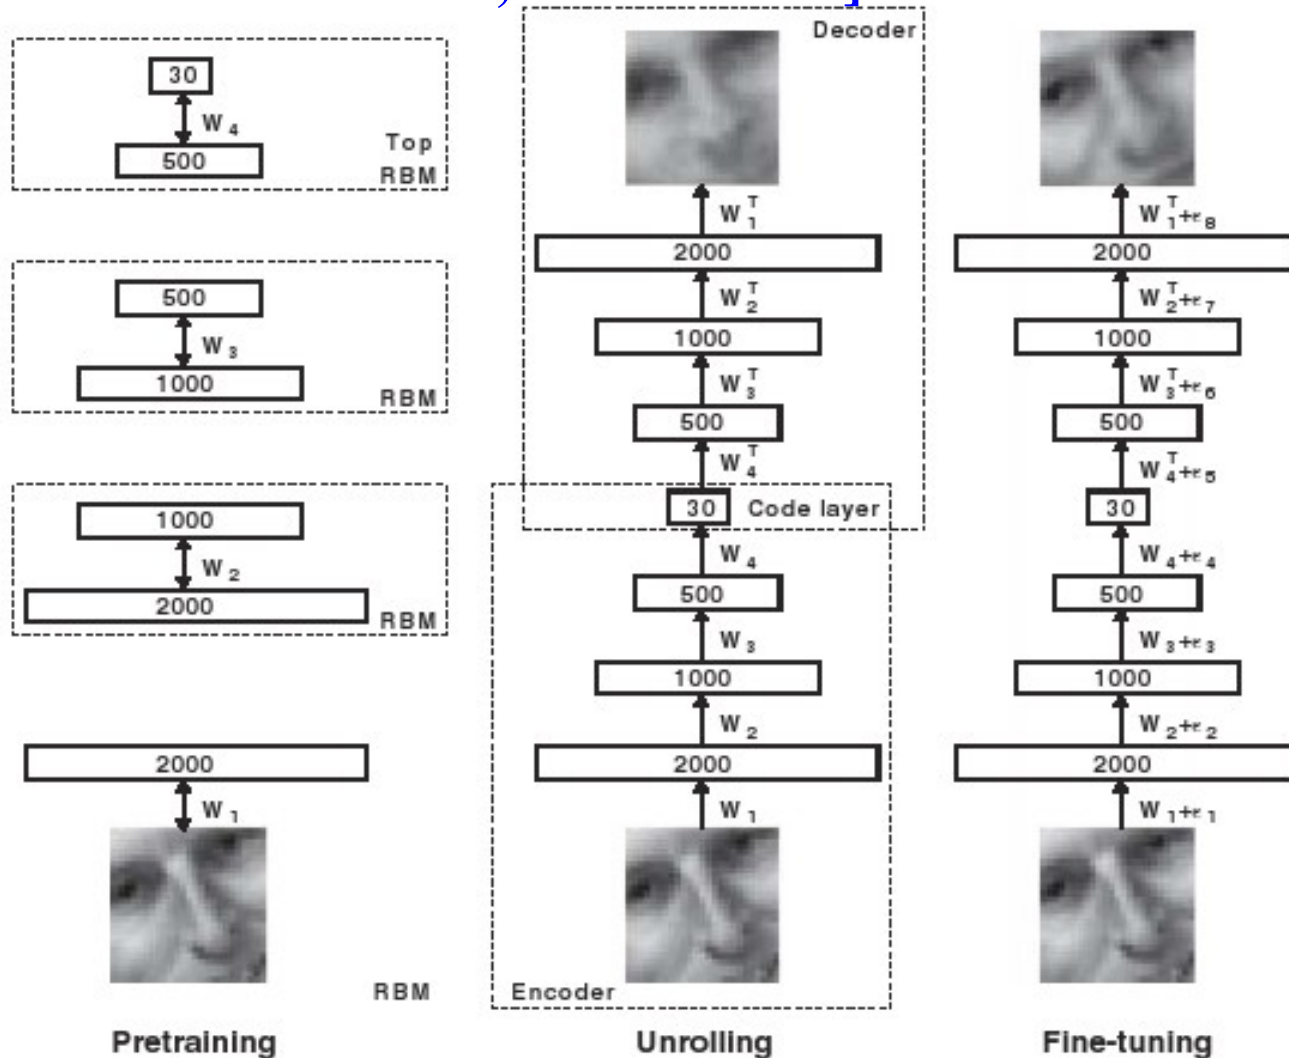 30
W 4
500
Top
RBM
500
W 3
1000
RBM
1000
W 2
2000
RBM
2000
W 1
RBM
Pretraining
Decoder
W 1 T
2000
W 2 T
1000
W 3 T
500
W 4 T
30 Code layer
W 4
500
W 3
1000
W 2
2000
W 1
Encoder
Unrolling
W 1 T +ε 8
2000
W 2 T +ε 7
1000
W 3 T +ε 6
500
W 4 T +ε 5
30
W 4 +ε 4
500
W 3 +ε 3
1000
W 2 +ε 2
2000
W 1 +ε 1
Fine-tuning